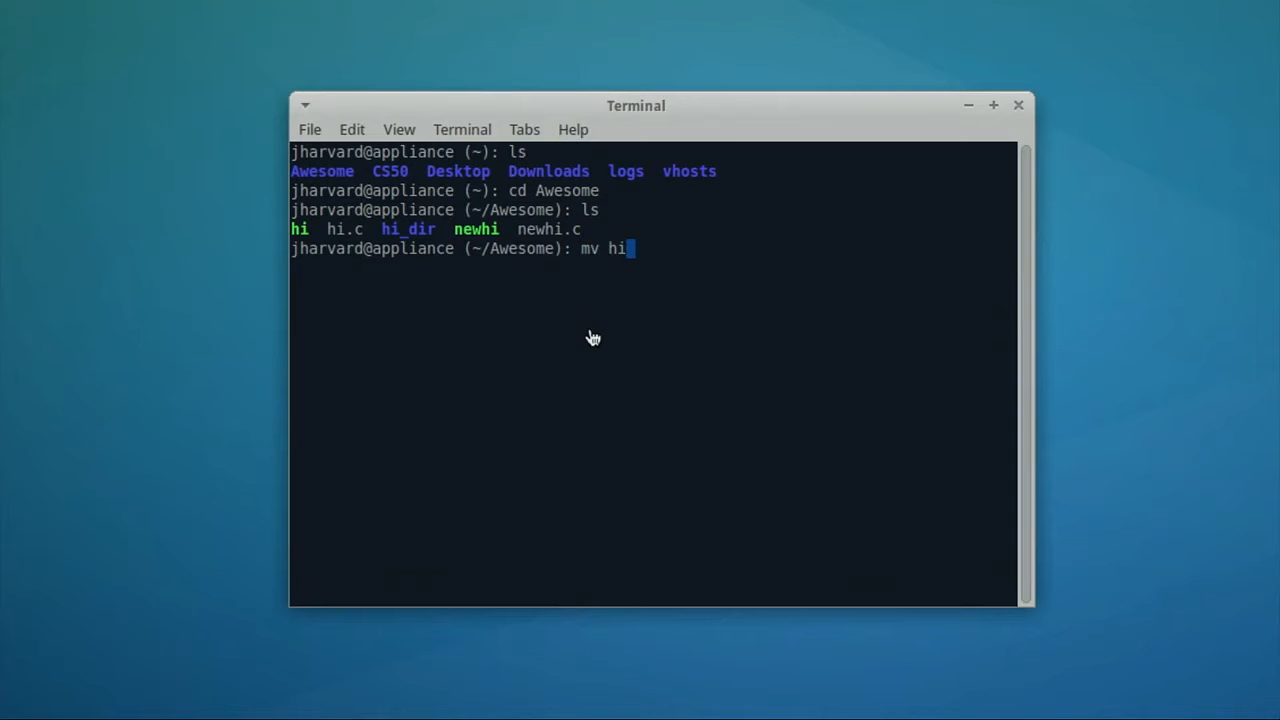 Terminal
File Edit View Terminal Tabs Help
jharvard@appliance (~): ls
Awesome CS50 Desktop Downloads logs vhosts
jharvard@appliance (~): cd Awesome
jharvard@appliance (~/Awesome): ls
hi hi.c hi_dir newhi newhi.c
jharvard@appliance (~/Awesome): mv hi